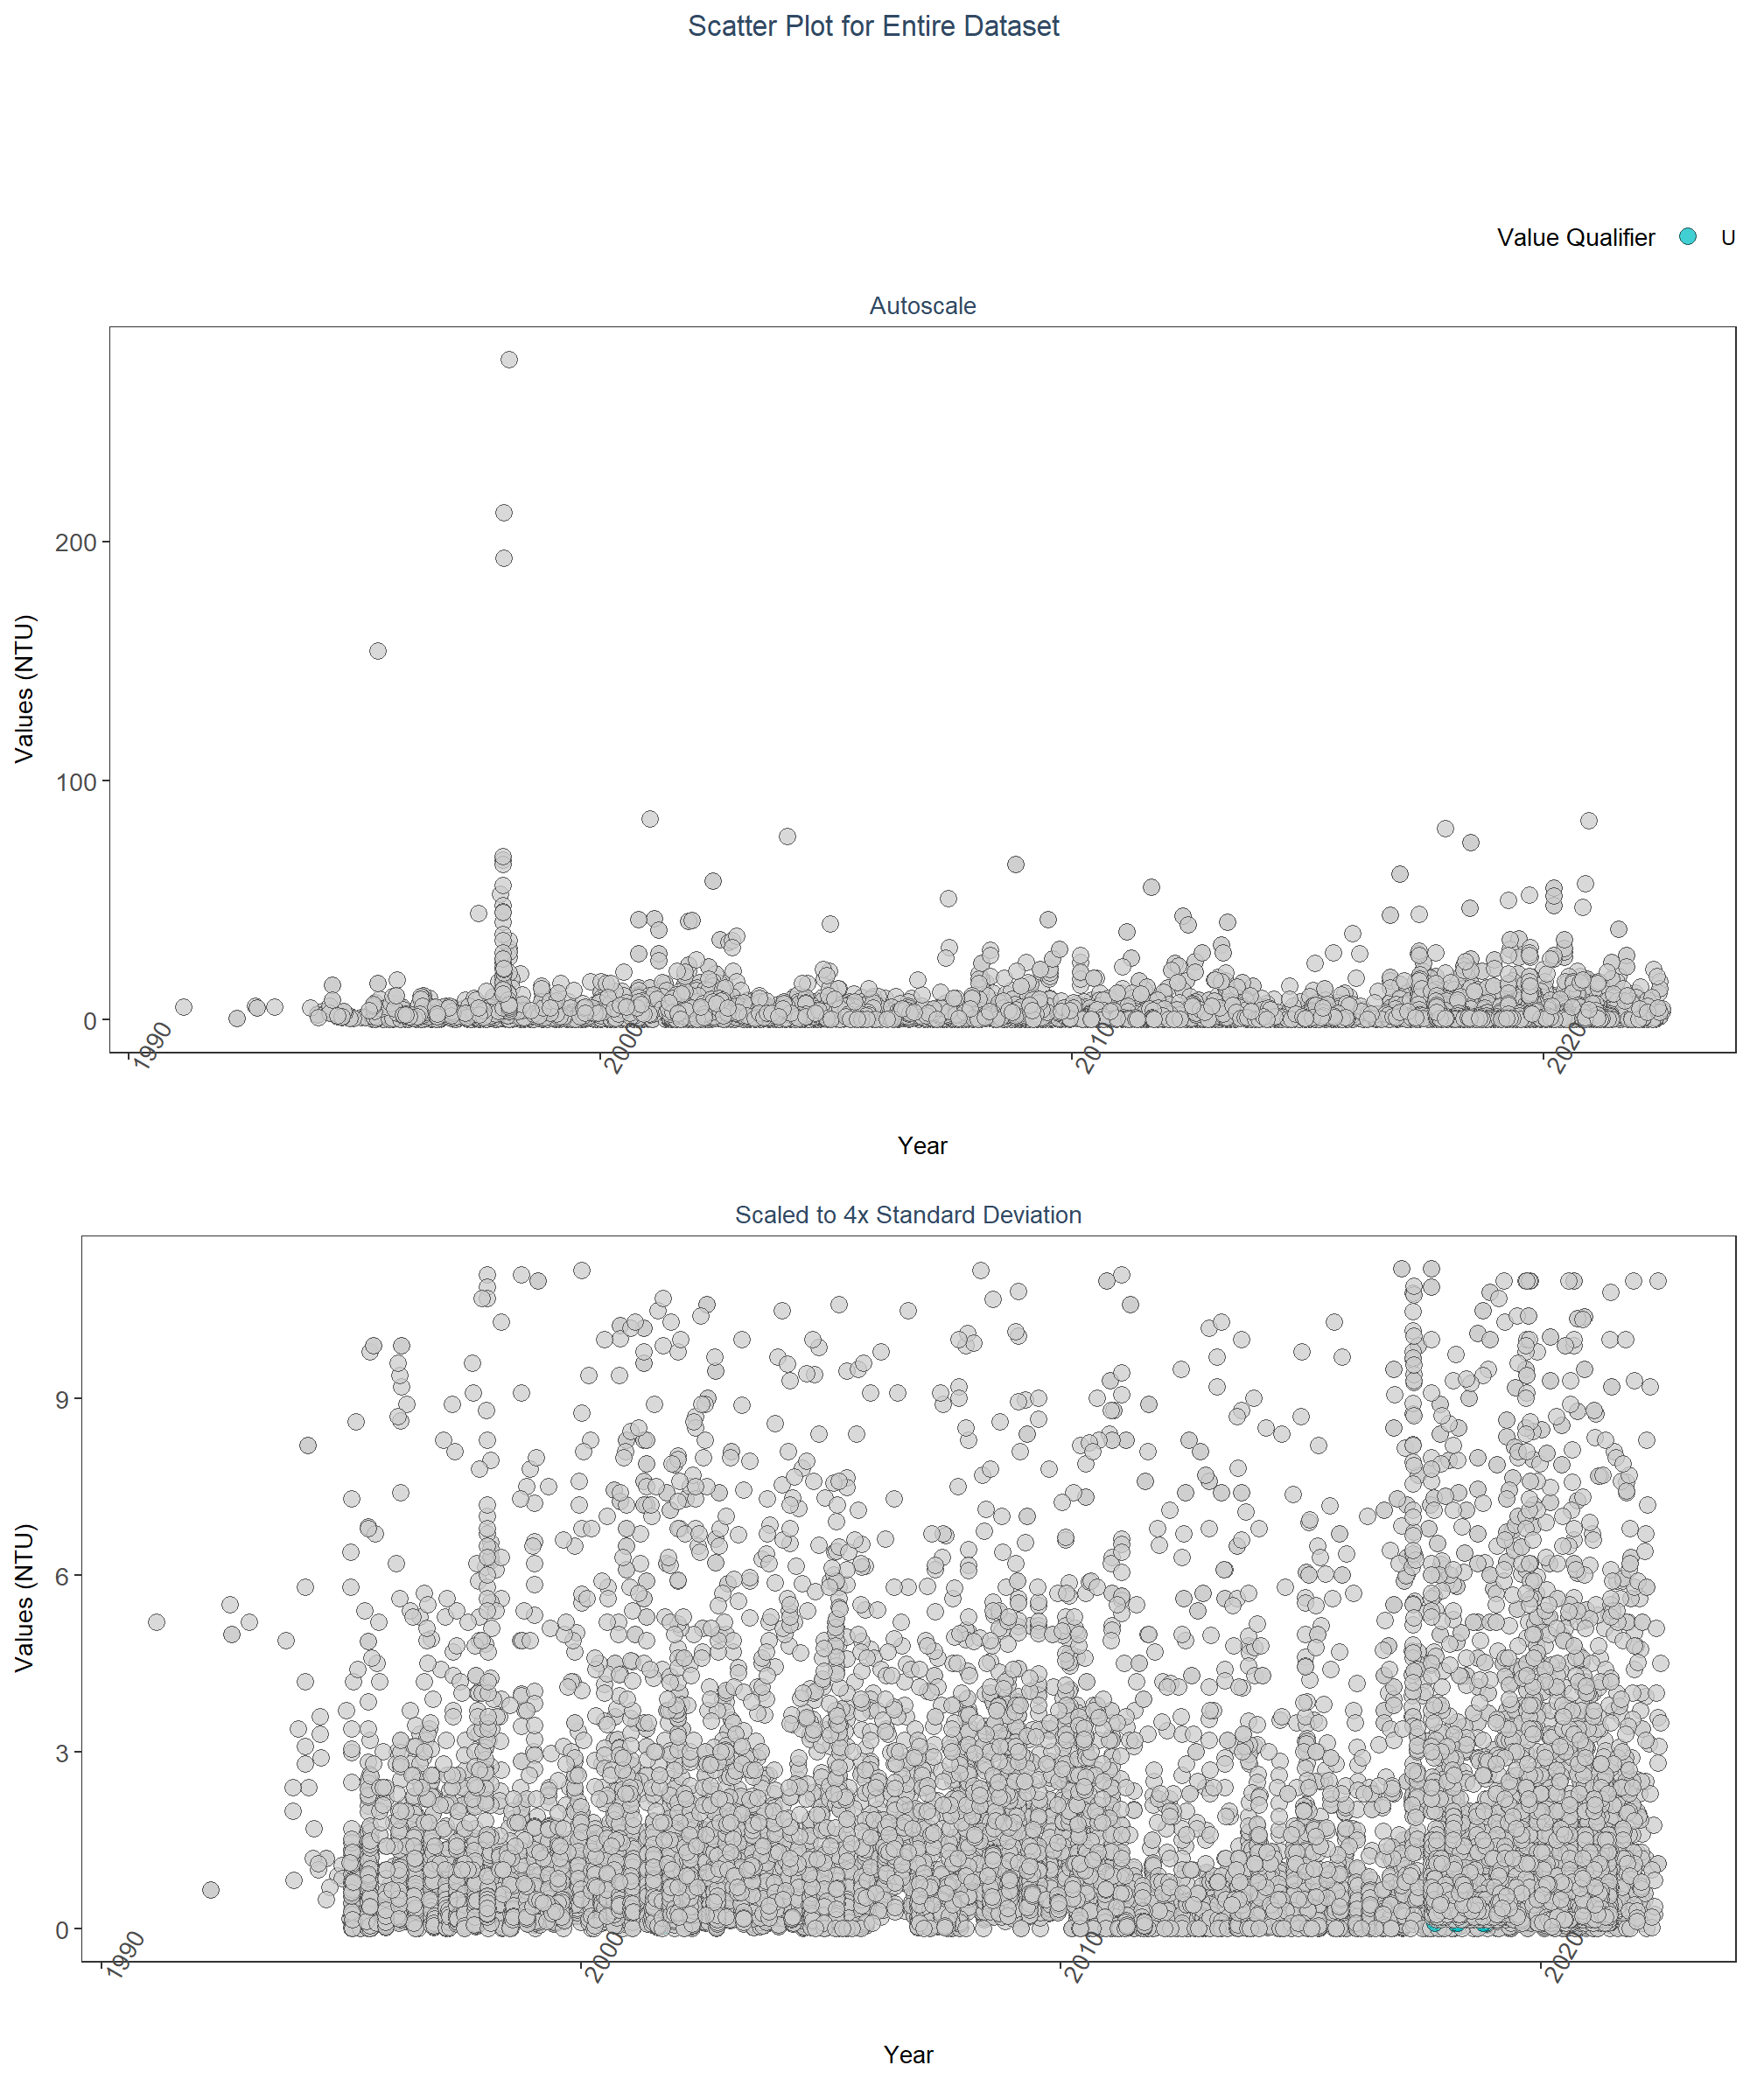 Scatter Plot for Entire Dataset
Value Qualifier U
Autoscale
Values (NTU)
200
100
0
1990 2000 2010 2020
Year
Scaled to 4x Standard Deviation
Values (NTU)
9
6
3
0
1990 2000 2010 2020
Year